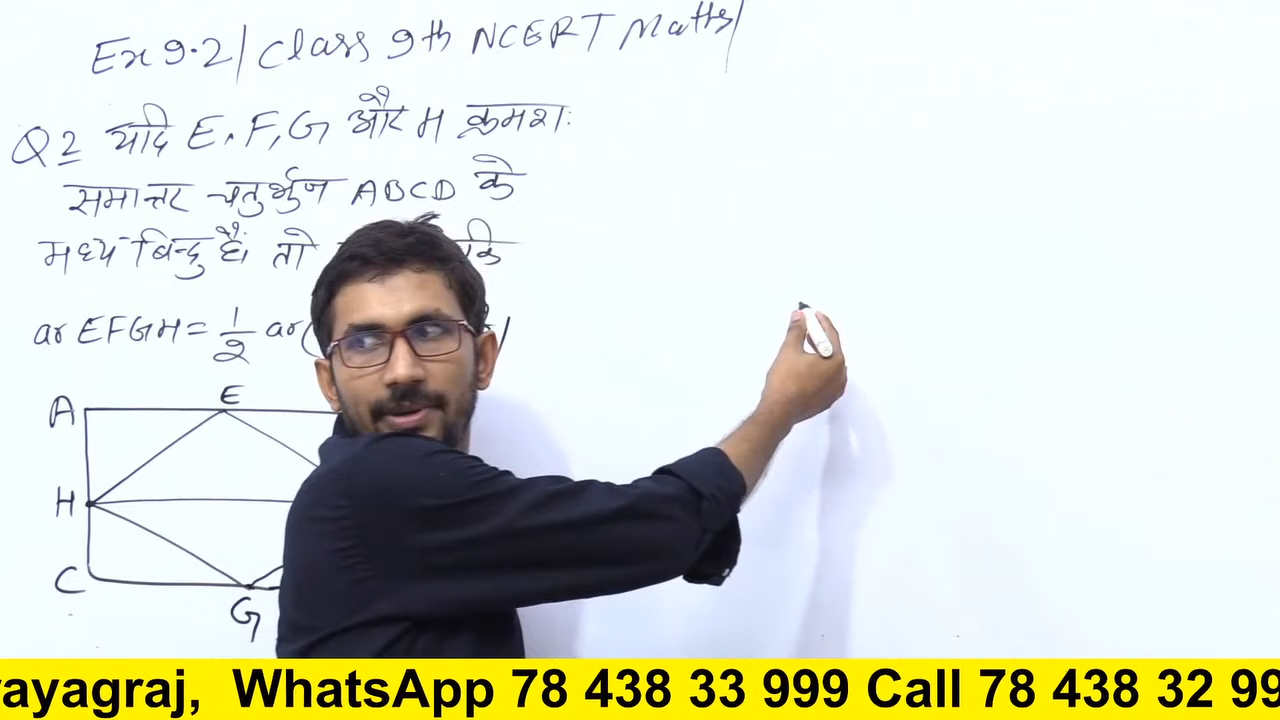 Ex 9.2 | Class 9th NCERT Maths |
Q2 यदि E, F, G और H क्रमशः
समान्तर चतुर्भुज ABCD के
मध्य बिन्दु है। तो कि
ar EFGH = 1/2 ar(
A
E
H
C
G
yayagraj, WhatsApp 78 438 33 999 Call 78 438 32 99